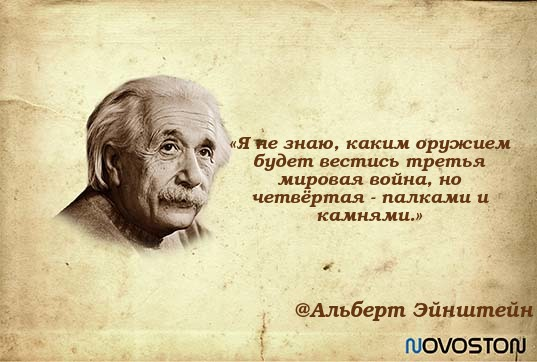 «Я не знаю, каким оружием
будет вестись третья
мировая война, но
четвёртая - палками и
камнями.»
@Альберт Эйнштейн
NOVOSTON